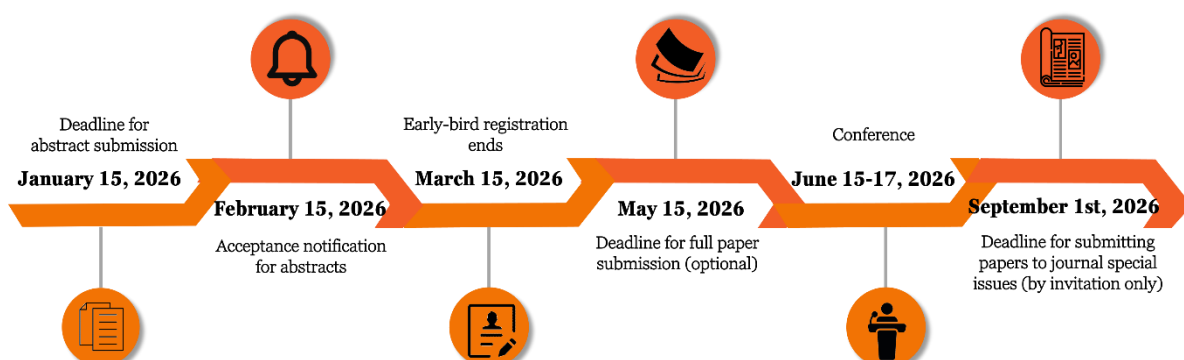 Deadline for
abstract submission
January 15, 2026
February 15, 2026
Acceptance notification
for abstracts
Early-bird registration
ends
March 15, 2026
May 15, 2026
Deadline for full paper
submission (optional)
Conference
June 15-17, 2026
September 1st, 2026
Deadline for submitting
papers to journal special
issues (by invitation only)